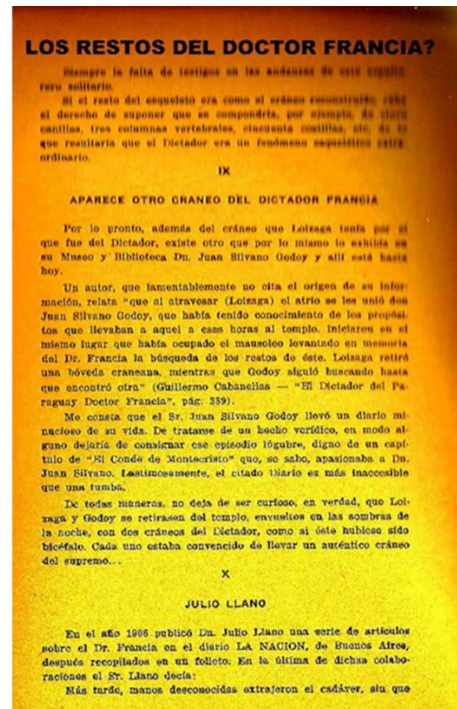 LOS RESTOS DEL DOCTOR FRANCIA?
Siempre la falta de testigos en las andanzas de este
rero solitario.
Si el resto del esqueleto era como el cráneo reconstruído,
el derecho de suponer que se compondría, por ejemplo, de
canillas, tres columnas vertebrales, cincuenta costillas, etc. de lo
que resultaría que el Dictador era un fenómeno esquelético extra-
ordinario.
IX
APARECE OTRO CRANEO DEL DICTADOR FRANCIA
Por lo pronto, además del cráneo que Loizaga tenía por el
que fue del Dictador, existe otro que por lo mismo lo exhibía en
su Museo y Biblioteca Dn. Juan Silvano Godoy y allí está hasta
hoy.
Un autor, que lamentablemente no cita el origen de su infor-
mación, relata "que al atravesar (Loizaga) el atrio se les unió don
Juan Silvano Godoy, que había tenido conocimiento de los propósi-
tos que llevaban a aquel a esas horas al templo. Iniciaron en el
mismo lugar que había ocupado el mausoleo levantado en memoria
del Dr. Francia la búsqueda de los restos de éste. Loizaga retiró
una bóveda craneana, mientras que Godoy siguió buscando hasta
que encontró otra" (Guillermo Cabanellas — "El Dictador del Pa-
raguay Doctor Francia", pág. 389).
Me consta que el Sr. Juan Silvano Godoy llevó un diario mi-
nucioso de su vida. De tratarse de un hecho verídico, en modo al-
guno dejaría de consignar ese episodio lógubre, digno de un capí-
tulo de "El Conde de Montecristo" que, se sabe, apasionaba a Dn.
Juan Silvano. Lastimosamente, el citado Diario es más inaccesible
que una tumba.
De todas maneras, no deja de ser curioso, en verdad, que Loi-
zaga y Godoy se retirasen del templo, envueltos en las sombras de
la noche, con dos cráneos del Dictador, como si éste hubiese sido
bicéfalo. Cada uno estaba convencido de llevar un auténtico cráneo
del supremo...
X
JULIO LLANO
En el año 1906 publicó Dn. Julio Llano una serie de artículos
sobre el Dr. Francia en el diario LA NACION, de Buenos Aires,
después recopilados en un folleto. En la última de dichas colabo-
raciones el Sr. Llano decía:
Más tarde, manos desconocidas extrajeron el cadáver, sin que